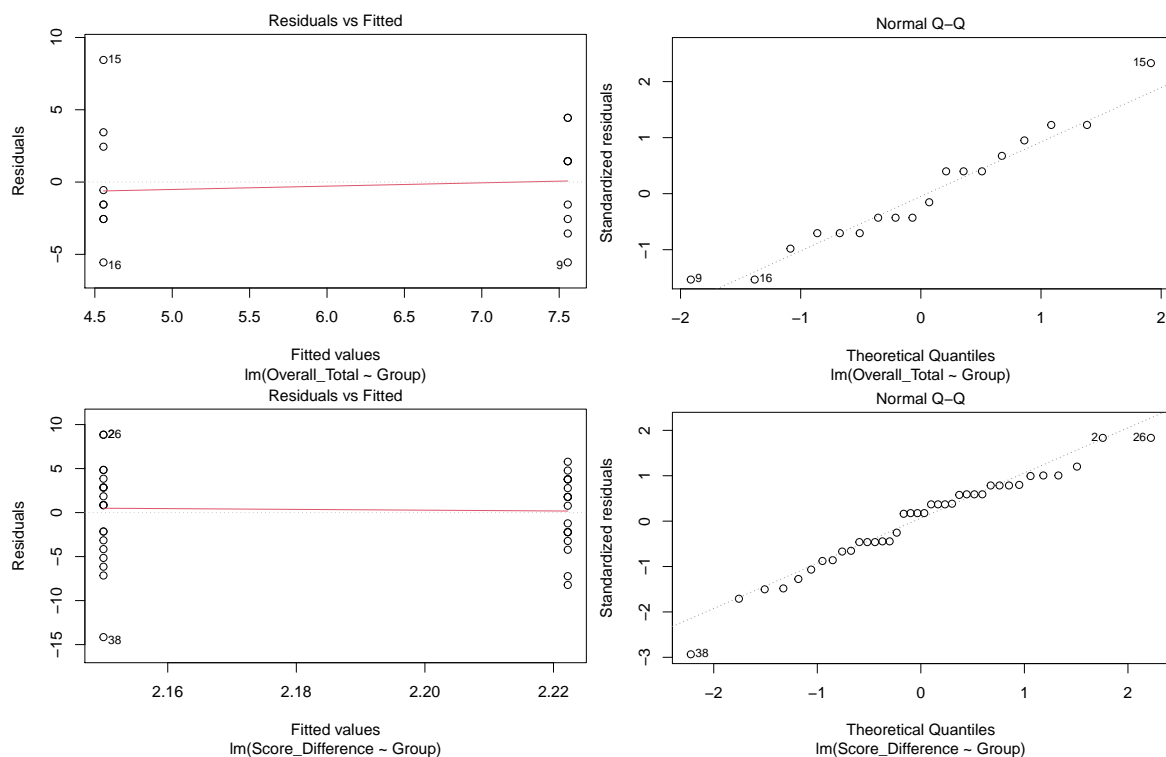 Residuals vs Fitted
Residuals
10
5
0
−5
15
16
9
4.5 5.0 5.5 6.0 6.5 7.0 7.5
Fitted values
lm(Overall_Total ~ Group)
Normal Q−Q
Standardized residuals
2
1
0
−1
15
9
16
−2 −1 0 1 2
Theoretical Quantiles
lm(Overall_Total ~ Group)
Residuals vs Fitted
Residuals
10
5
0
−5
−10
−15
26
38
2.16 2.18 2.20 2.22
Fitted values
lm(Score_Difference ~ Group)
Normal Q−Q
Standardized residuals
2
1
0
−1
−2
−3
2
26
38
−2 −1 0 1 2
Theoretical Quantiles
lm(Score_Difference ~ Group)